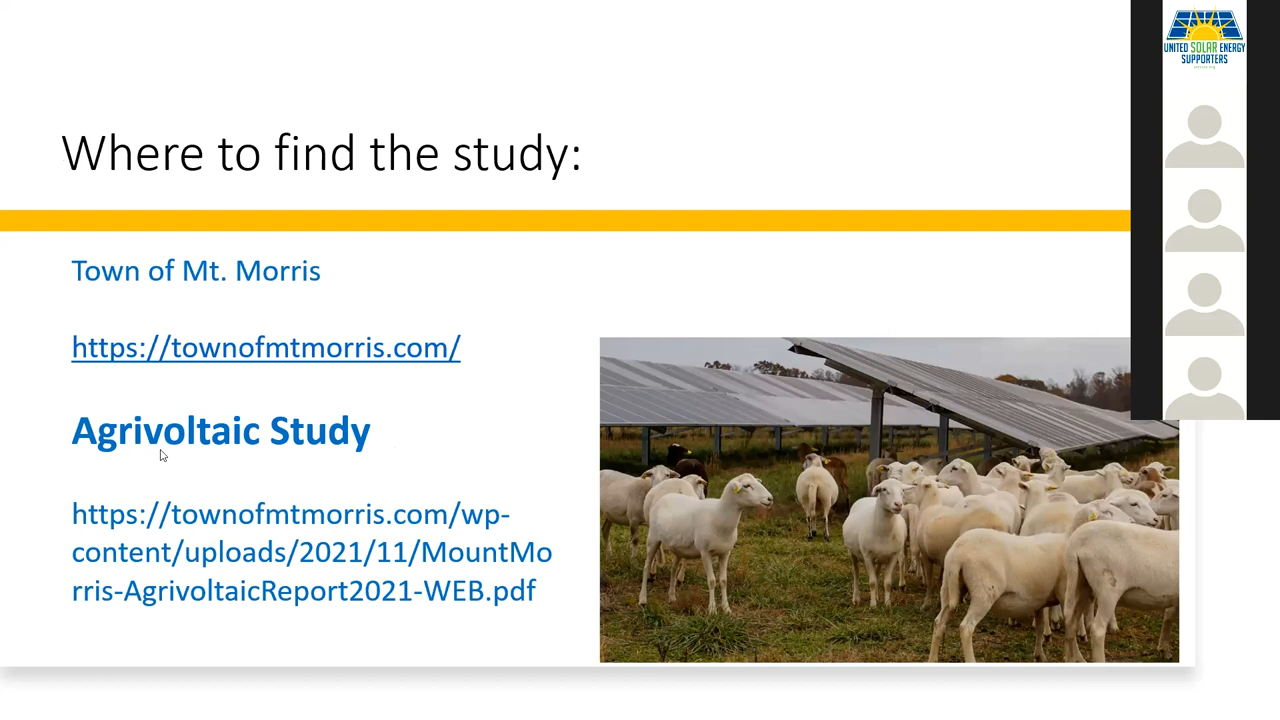 Where to find the study:
Town of Mt. Morris
https://townofmtmorris.com/
Agrivoltaic Study
https://townofmtmorris.com/wp-
content/uploads/2021/11/MountMo
rris-AgrivoltaicReport2021-WEB.pdf
UNITED SOLAR ENERGY
SUPPORTERS